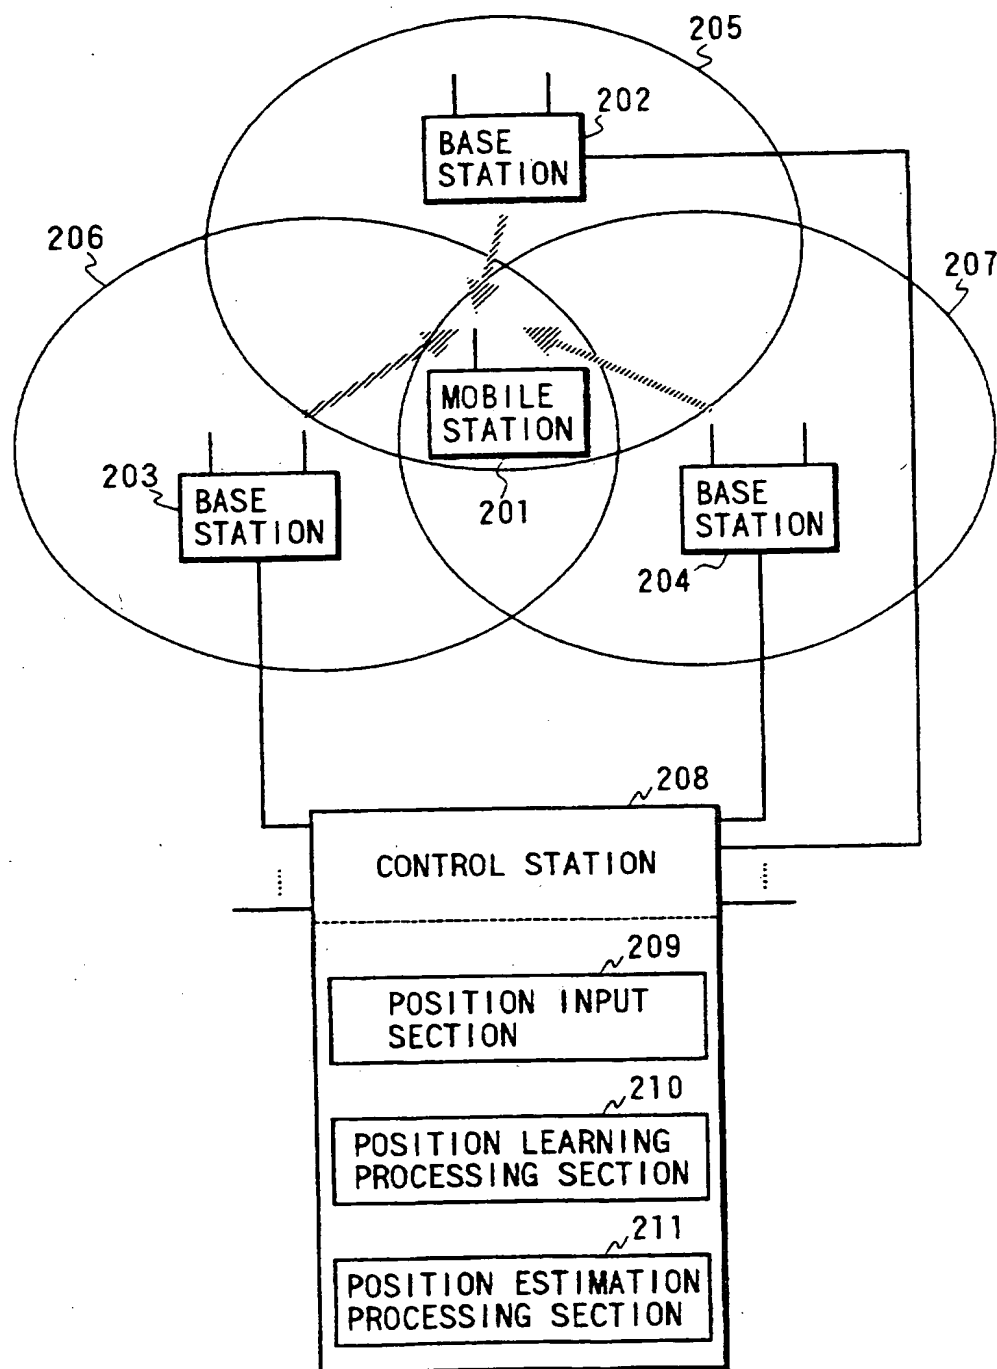 205
202
BASE
STATION
206
207
MOBILE
STATION
201
203
BASE
STATION
BASE
STATION
204
208
CONTROL STATION
209
POSITION INPUT
SECTION
210
POSITION LEARNING
PROCESSING SECTION
211
POSITION ESTIMATION
PROCESSING SECTION